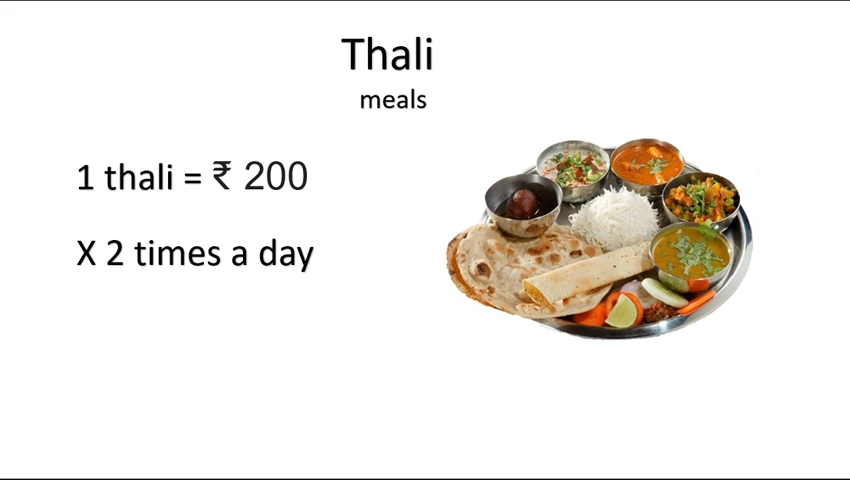 Thali
meals
1 thali = ₹ 200
X 2 times a day